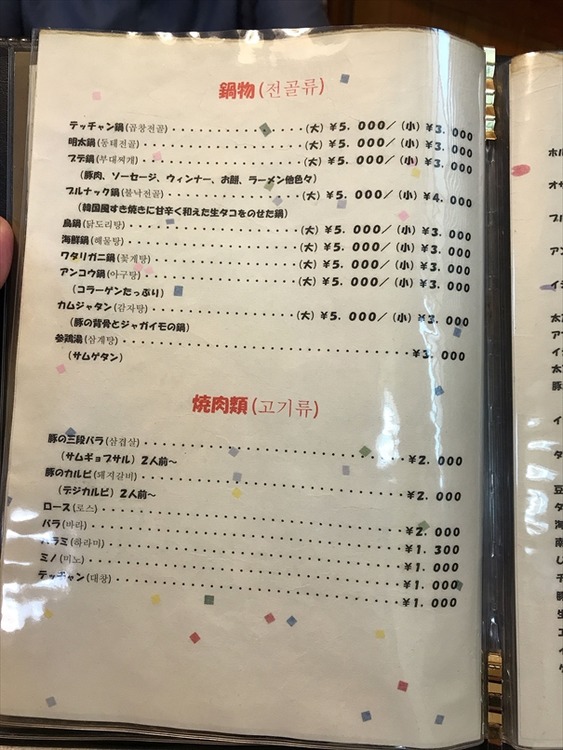 鍋物(전골류)
テッチャン鍋(곱창전골)・・・・・・・・・・・・・・・(大)￥5.000/(小)￥3.000
明太鍋(동태전골)・・・・・・・・・・・・・・・・・・(大)￥5.000/(小)￥3.000
プデ鍋(부대찌개)・・・・・・・・・・・・・・・・・・(大)￥5.000/(小)￥3.000
(豚肉、ソーセージ、ウィンナー、お餅、ラーメン他色々)
プルナック鍋(불낙전골)・・・・・・・・・・・・・・・(大)￥5.000/(小)￥4.000
(韓国風すき焼きに甘辛く和えた生タコをのせた鍋)
鳥鍋(닭도리탕)・・・・・・・・・・・・・・・・・・・(大)￥5.000/(小)￥3.000
海鮮鍋(해물탕)・・・・・・・・・・・・・・・・・・・(大)￥5.000/(小)￥3.000
ワタリガニ鍋(꽃게탕)・・・・・・・・・・・・・・・・(大)￥5.000/(小)￥3.000
アンコウ鍋(아구탕)・・・・・・・・・・・・・・・・・(大)￥5.000/(小)￥3.000
(コラーゲンたっぷり)
カムジャタン(감자탕)・・・・・・・・・・・・・・・・(大)￥5.000/(小)￥3.000
(豚の背骨とジャガイモの鍋)
参鶏湯(삼계탕)・・・・・・・・・・・・・・・・・・・・・・・・・・・￥3.000
(サムゲタン)
焼肉類(고기류)
豚の三段バラ(삼겹살)・・・・・・・・・・・・・・・・・・・・・・・・￥2.000
(サムギョプサル)2人前～
豚のカルビ(돼지갈비)・・・・・・・・・・・・・・・・・・・・・・・・￥2.000
(デジカルビ)2人前～
ロース(로스)・・・・・・・・・・・・・・・・・・・・・・・・・・・・￥2.000
バラ(바라)・・・・・・・・・・・・・・・・・・・・・・・・・・・・・￥1.300
ハラミ(하라미)・・・・・・・・・・・・・・・・・・・・・・・・・・・￥1.000
ミノ(미노)・・・・・・・・・・・・・・・・・・・・・・・・・・・・・￥1.000
テッチャン(대창)・・・・・・・・・・・・・・・・・・・・・・・・・・￥1.000